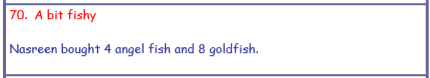 70. A bit fishy
Nasreen bought 4 angel fish and 8 goldfish.